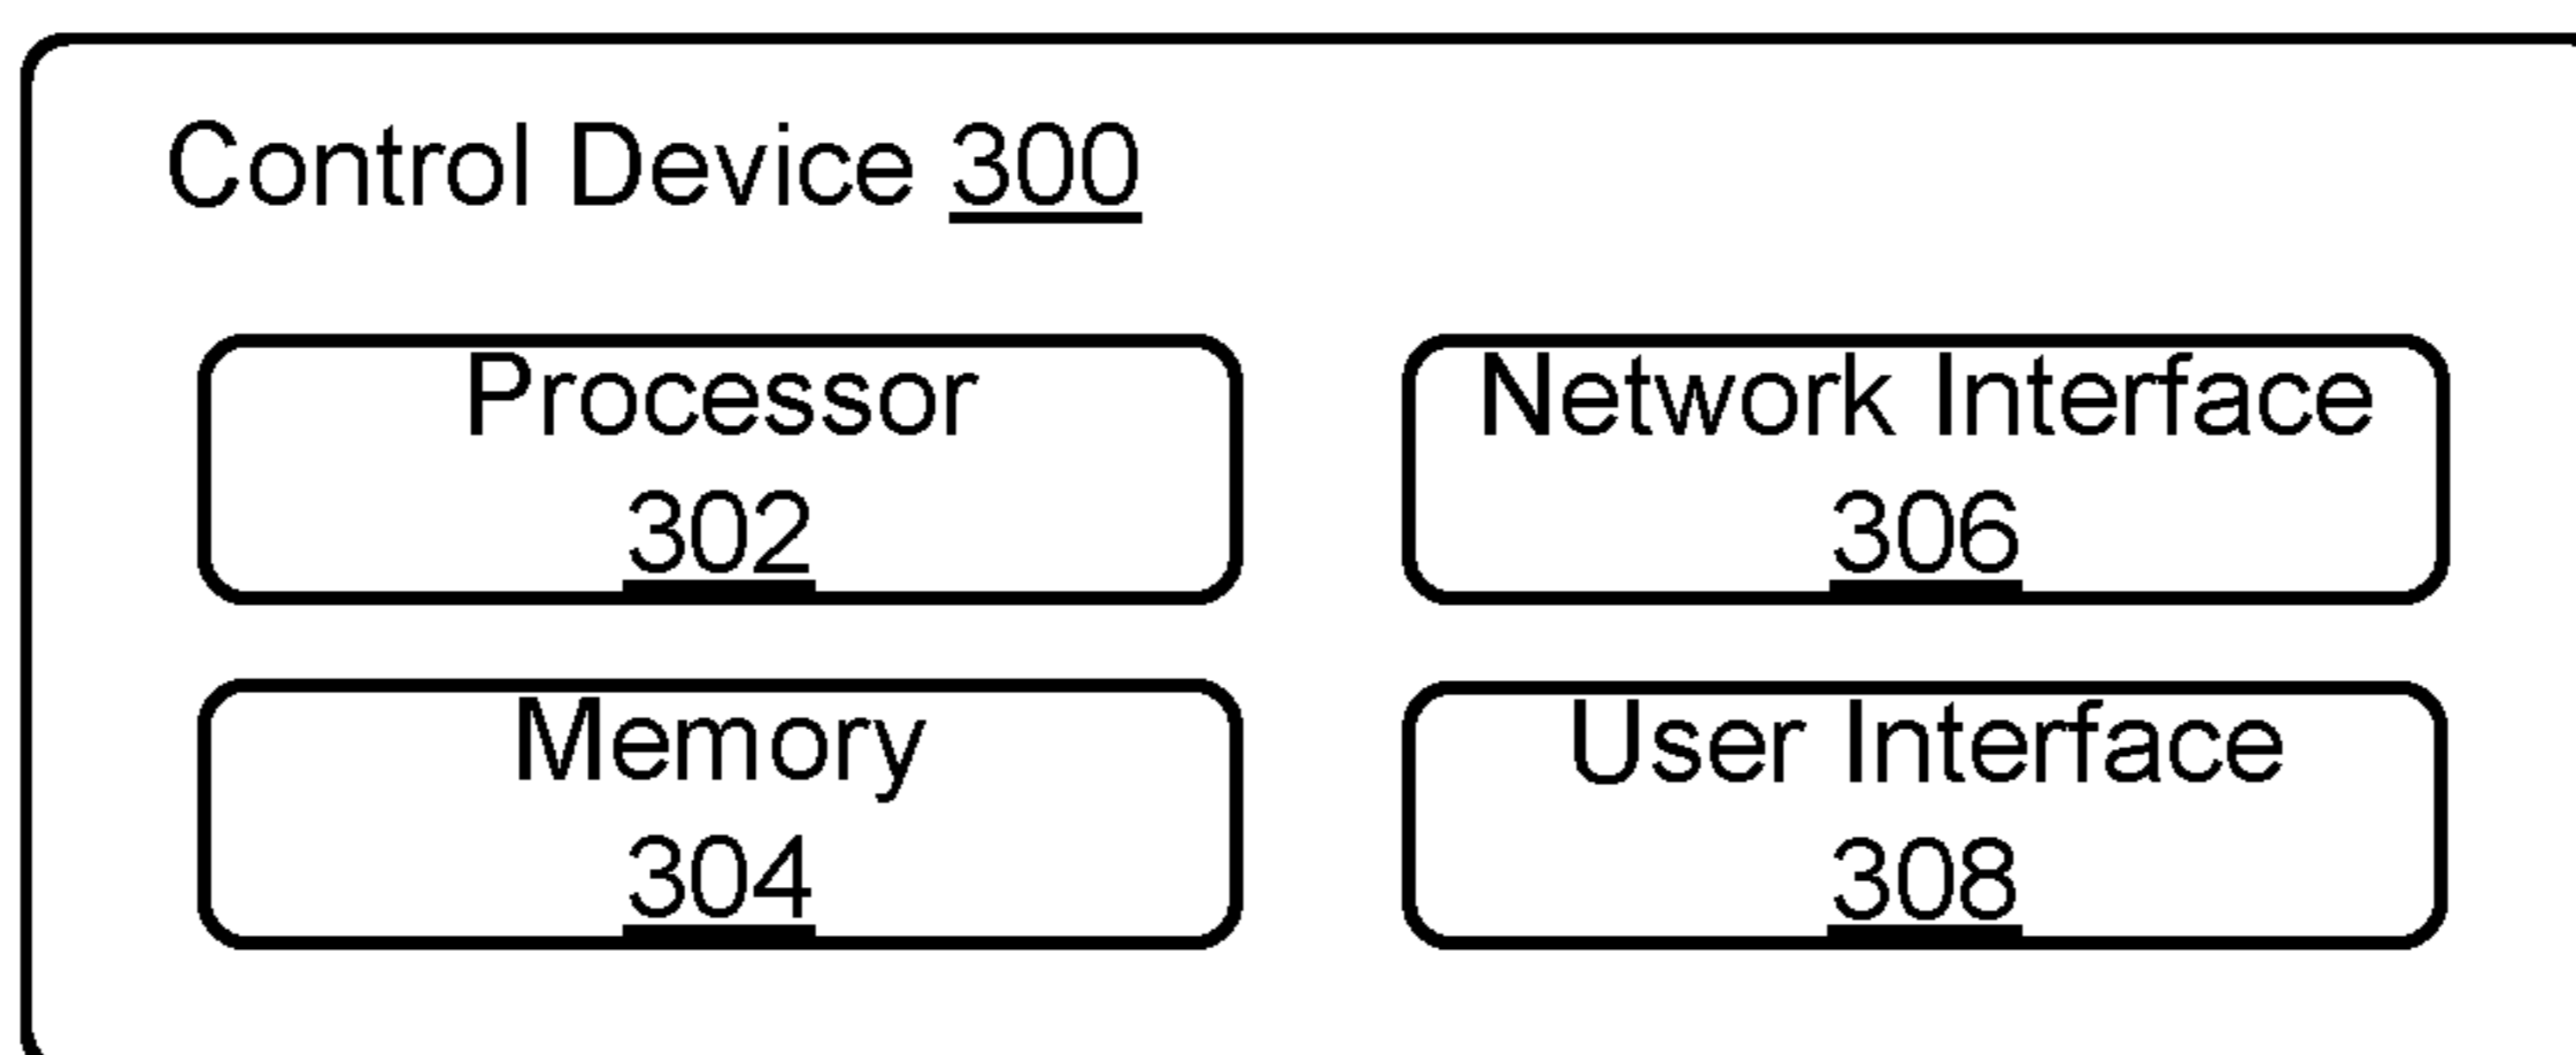 Control Device 300
Processor
302
Network Interface
306
Memory
304
User Interface
308